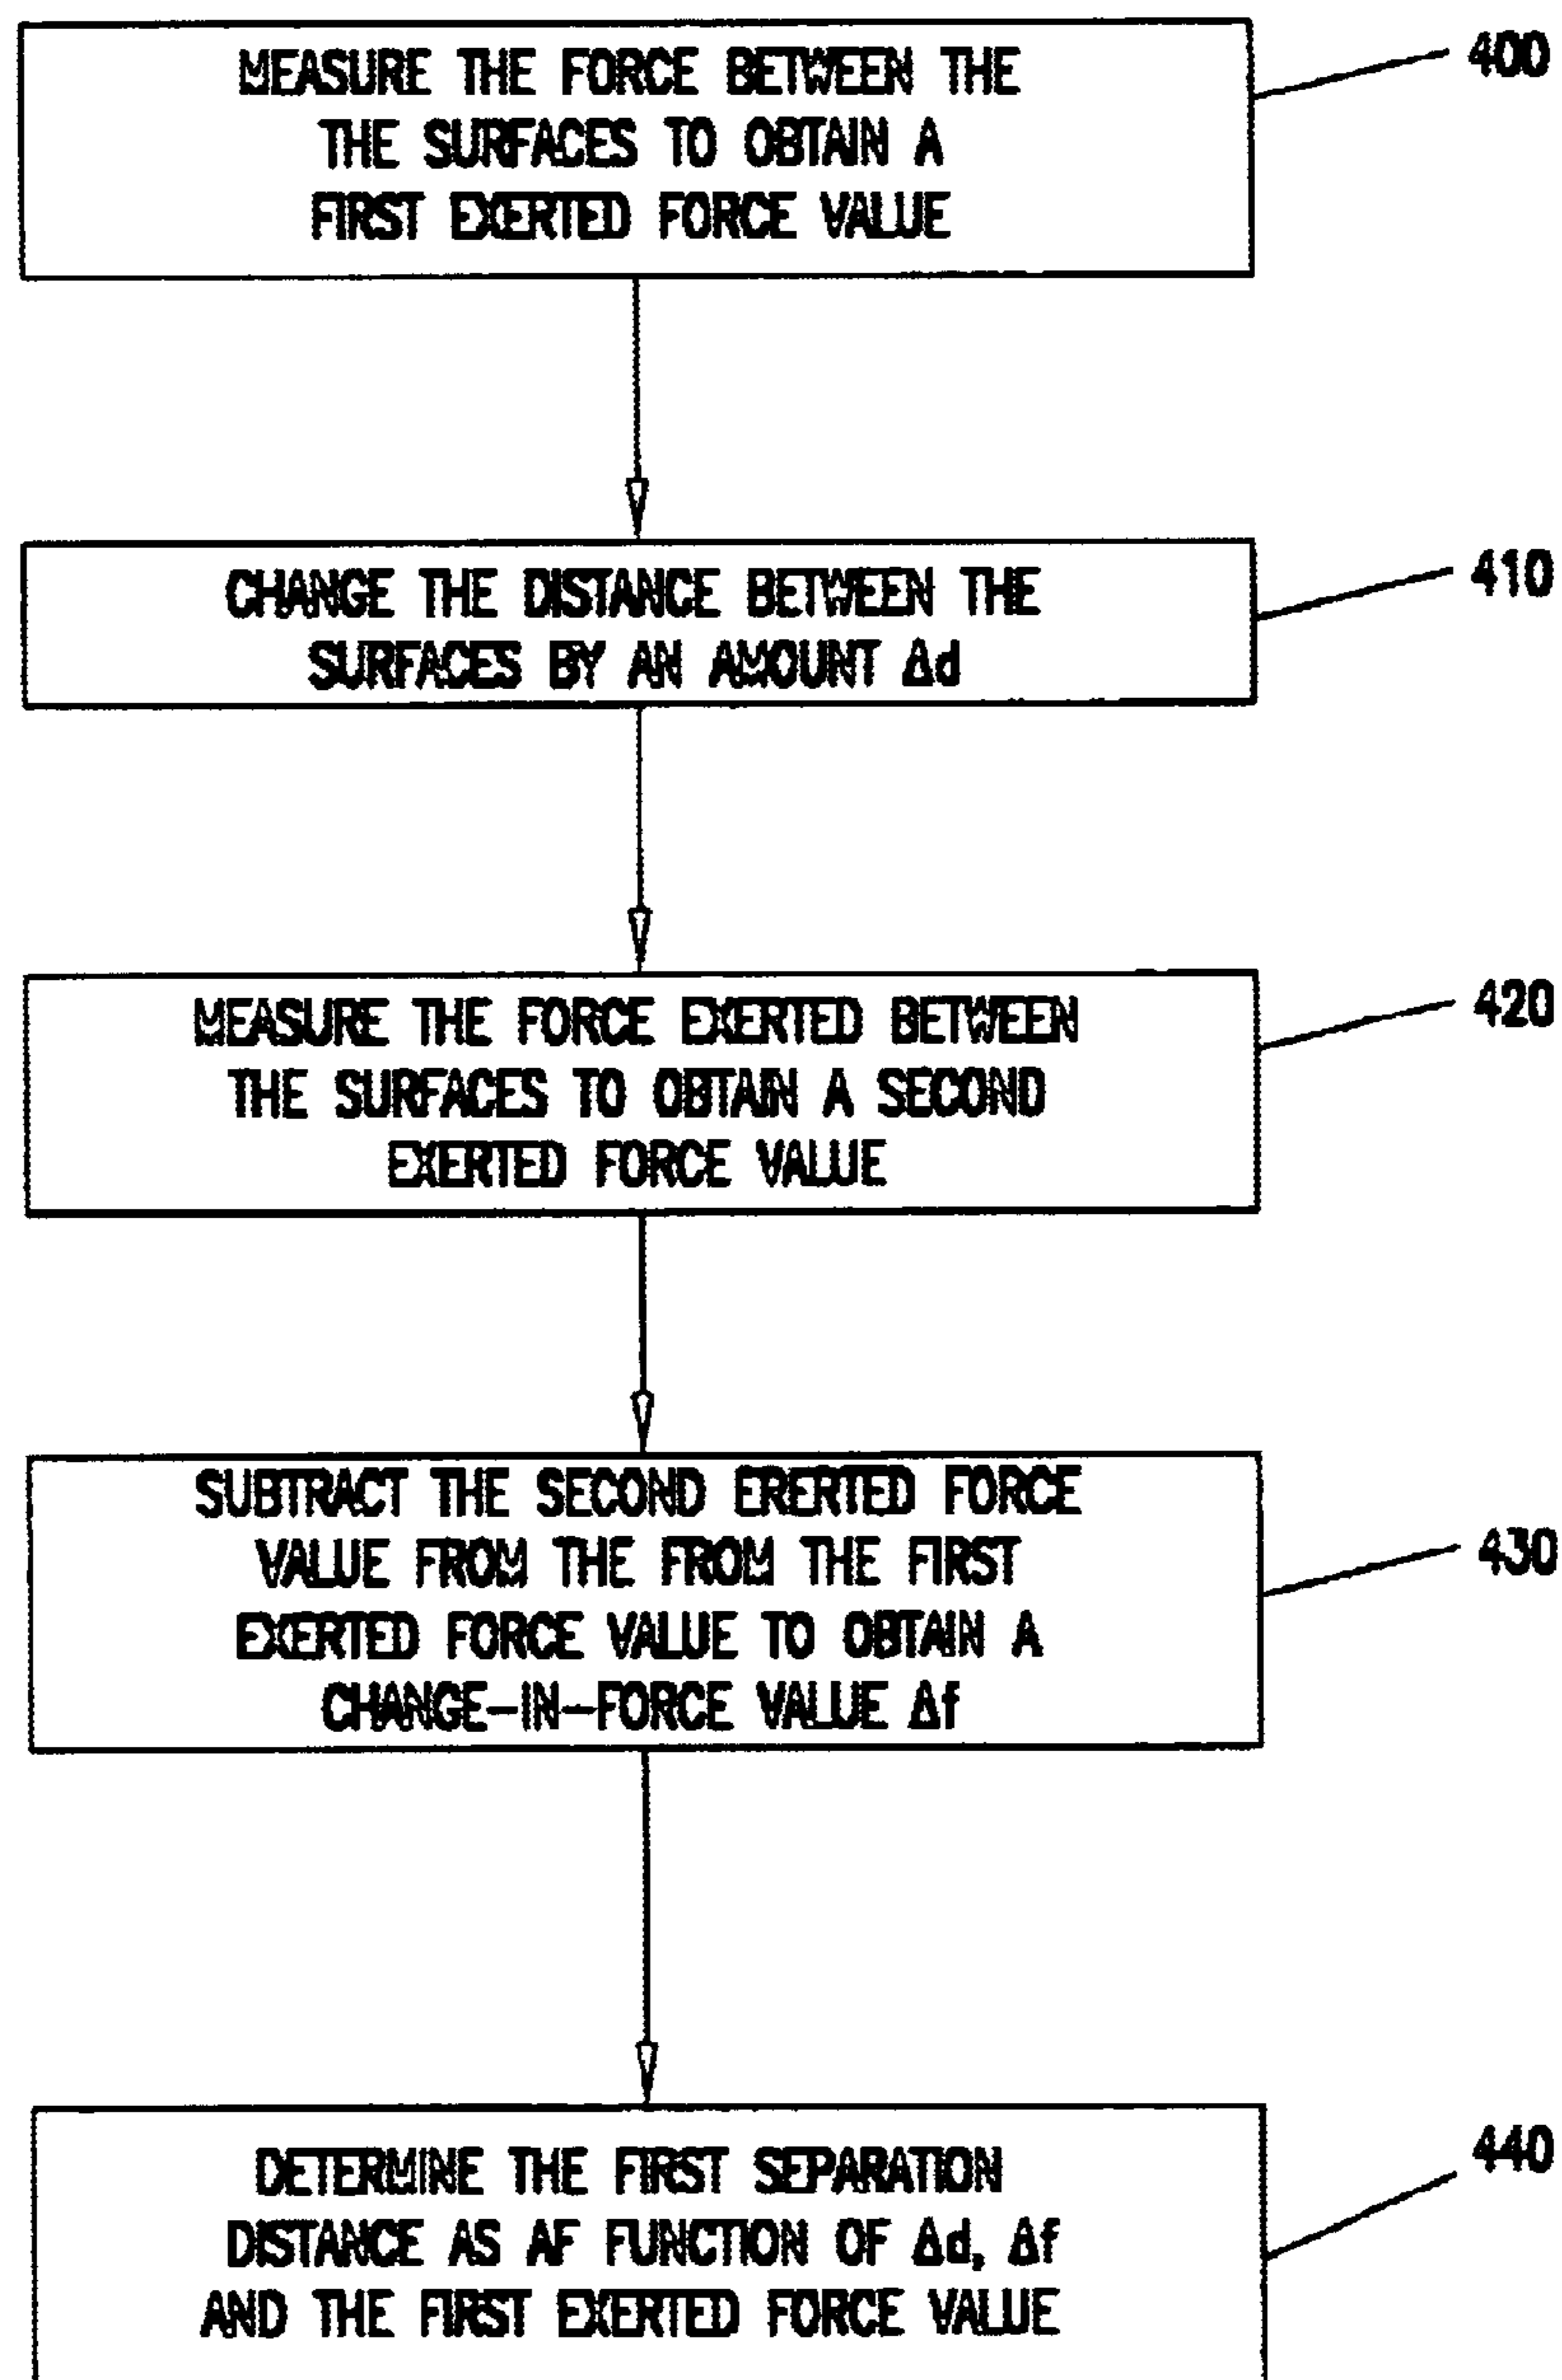 MEASURE THE FORCE BETWEEN THE
THE SURFACES TO OBTAIN A
FIRST EXERTED FORCE VALUE
400
CHANGE THE DISTANCE BETWEEN THE
SURFACES BY AN AMOUNT Δd
410
MEASURE THE FORCE EXERTED BETWEEN
THE SURFACES TO OBTAIN A SECOND
EXERTED FORCE VALUE
420
SUBTRACT THE SECOND ERERTED FORCE
VALUE FROM THE FROM THE FIRST
EXERTED FORCE VALUE TO OBTAIN A
CHANGE-IN-FORCE VALUE Δf
430
DETERMINE THE FIRST SEPARATION
DISTANCE AS AF FUNCTION OF Δd, Δf
AND THE FIRST EXERTED FORCE VALUE
440